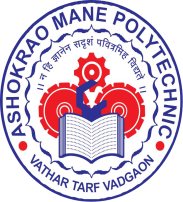 ASHOKRAO MANE POLYTECHNIC
न हि ज्ञानेन सदृशं पवित्रमिह विद्यते
VATHAR TARF VADGAON